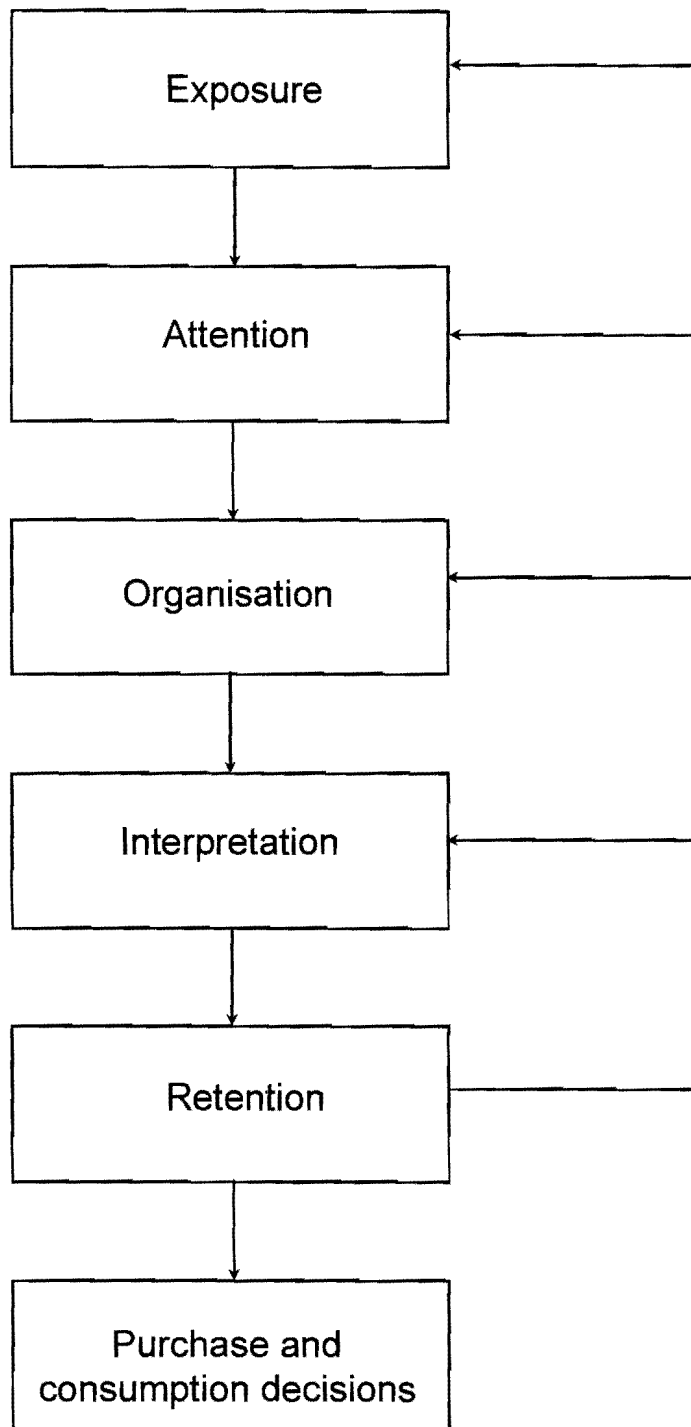 Exposure
Attention
Organisation
Interpretation
Retention
Purchase and
consumption decisions